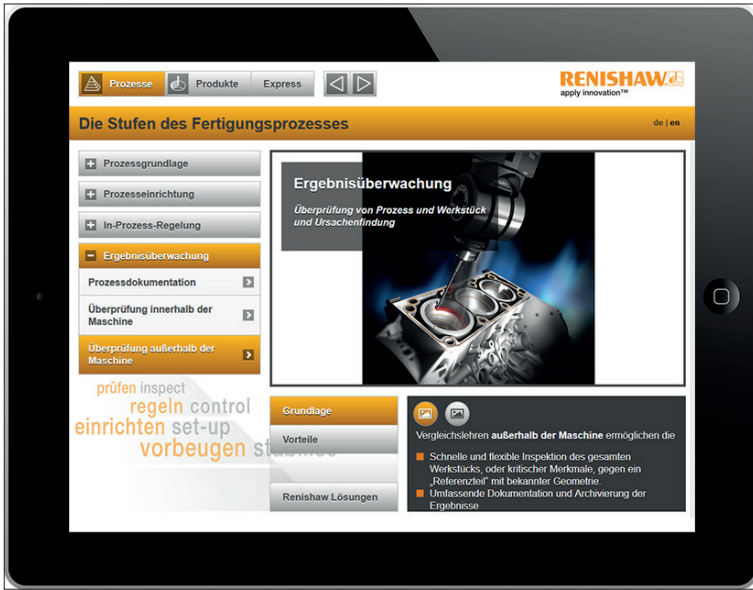 Prozesse
Produkte
Express
RENISHAW
apply innovation™
Die Stufen des Fertigungsprozesses
de | en
Prozessgrundlage
Prozesseinrichtung
In-Prozess-Regelung
Ergebnisüberwachung
Prozessdokumentation
Überprüfung innerhalb der
Maschine
Überprüfung außerhalb der
Maschine
Ergebnisüberwachung
Überprüfung von Prozess und Werkstück
und Ursachenfindung
prüfen inspect
regeln control
einrichten set-up
vorbeugen
Grundlage
Vorteile
Renishaw Lösungen
Vergleichslehren außerhalb der Maschine ermöglichen die
Schnelle und flexible Inspektion des gesamten
Werkstücks, oder kritischer Merkmale, gegen ein
„Referenzteil" mit bekannter Geometrie.
Umfassende Dokumentation und Archivierung der
Ergebnisse